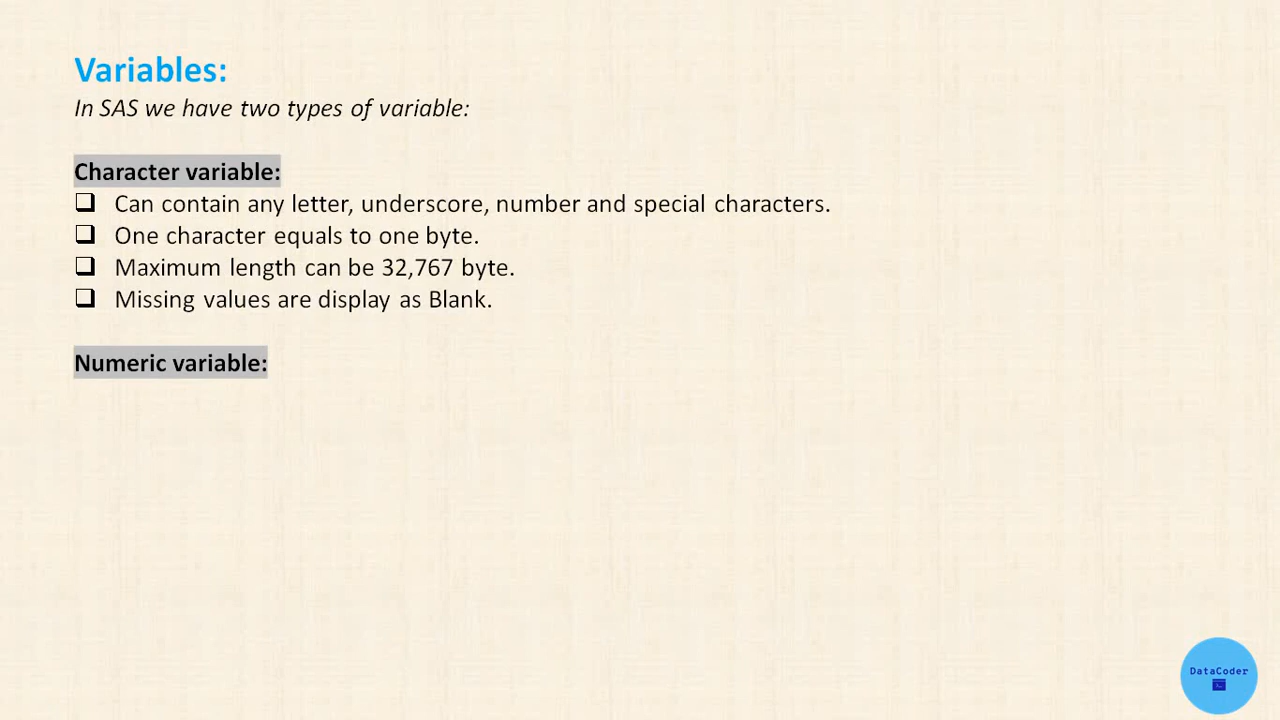 Variables:
In SAS we have two types of variable:
Character variable:
❑ Can contain any letter, underscore, number and special characters.
❑ One character equals to one byte.
❑ Maximum length can be 32,767 byte.
❑ Missing values are display as Blank.
Numeric variable:
DataCoder